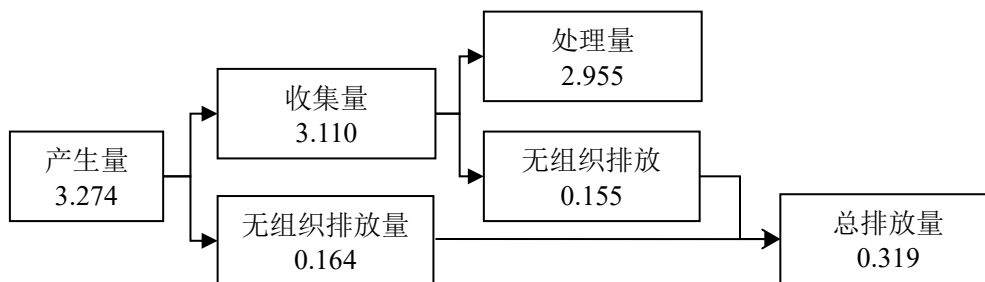 处理量
2.955
收集量
3.110
产生量
3.274
无组织排放
0.155
无组织排放量
0.164
总排放量
0.319